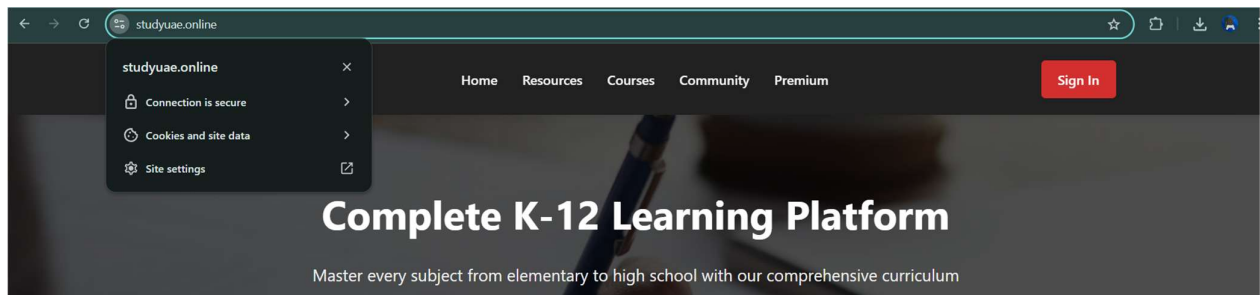 studyuae.online
studyuae.online
Connection is secure
Cookies and site data
Site settings
Home Resources Courses Community Premium
Sign In
Complete K-12 Learning Platform
Master every subject from elementary to high school with our comprehensive curriculum